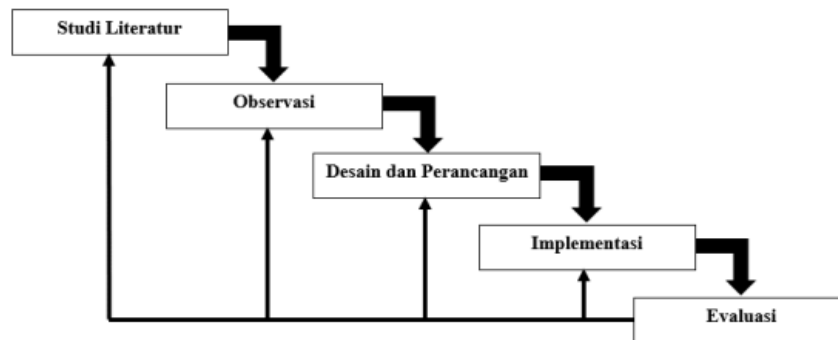 Studi Literatur
Observasi
Desain dan Perancangan
Implementasi
Evaluasi